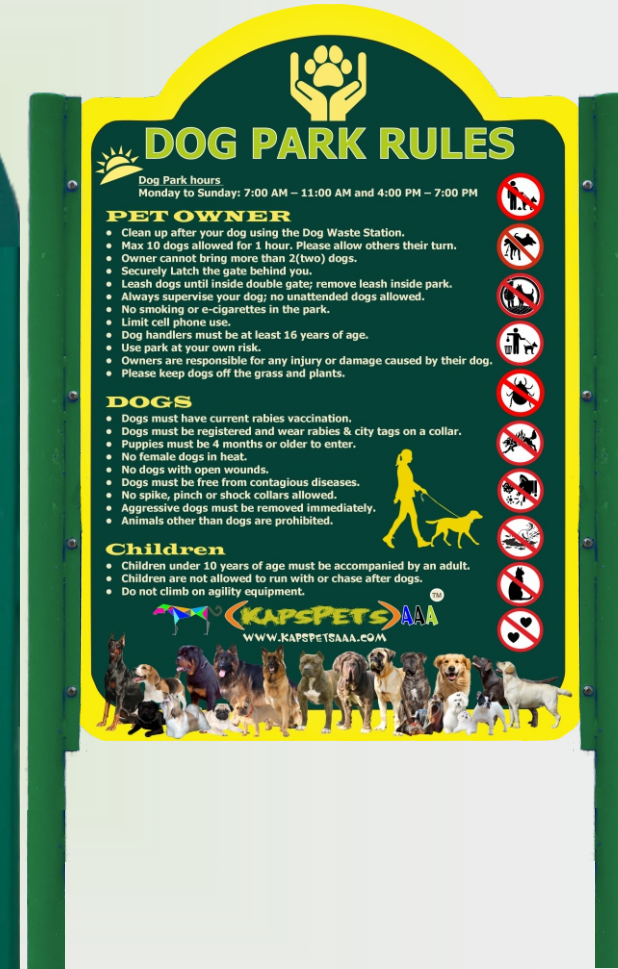 DOG PARK RULES
Dog Park hours
Monday to Sunday: 7:00 AM – 11:00 AM and 4:00 PM – 7:00 PM
PET OWNER
• Clean up after your dog using the Dog Waste Station.
• Max 10 dogs allowed for 1 hour. Please allow others their turn.
• Owner cannot bring more than 2(two) dogs.
• Securely Latch the gate behind you.
• Leash dogs until inside double gate; remove leash inside park.
• Always supervise your dog; no unattended dogs allowed.
• No smoking or e-cigarettes in the park.
• Limit cell phone use.
• Dog handlers must be at least 16 years of age.
• Use park at your own risk.
• Owners are responsible for any injury or damage caused by their dog.
• Please keep dogs off the grass and plants.
DOGS
• Dogs must have current rabies vaccination.
• Dogs must be registered and wear rabies & city tags on a collar.
• Puppies must be 4 months or older to enter.
• No female dogs in heat.
• No dogs with open wounds.
• Dogs must be free from contagious diseases.
• No spike, pinch or shock collars allowed.
• Aggressive dogs must be removed immediately.
• Animals other than dogs are prohibited.
Children
• Children under 10 years of age must be accompanied by an adult.
• Children are not allowed to run with or chase after dogs.
• Do not climb on agility equipment.
KAPSPETS AAA TM
WWW.KAPSPETSAAA.COM